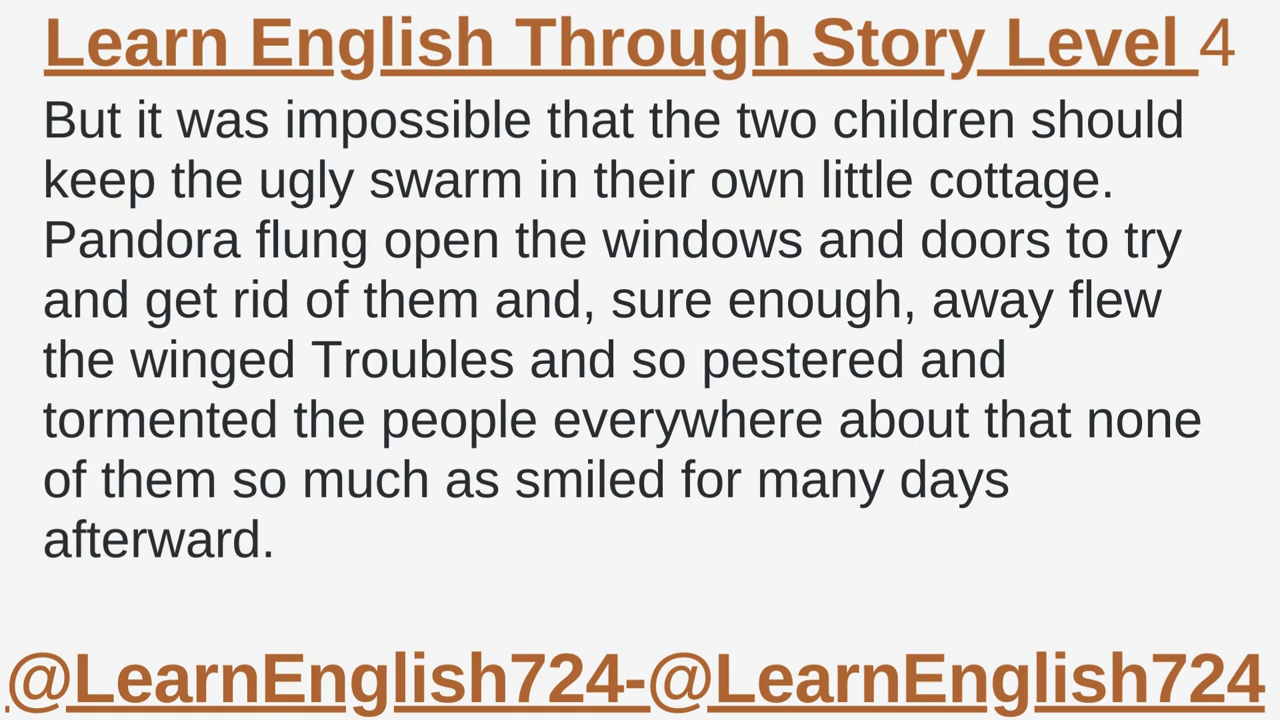 Learn English Through Story Level 4
But it was impossible that the two children should
keep the ugly swarm in their own little cottage.
Pandora flung open the windows and doors to try
and get rid of them and, sure enough, away flew
the winged Troubles and so pestered and
tormented the people everywhere about that none
of them so much as smiled for many days
afterward.
@LearnEnglish724-@LearnEnglish724